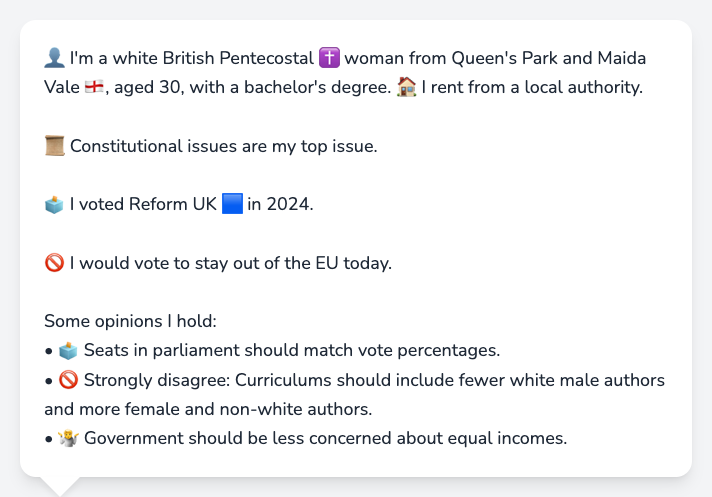 👤 I'm a white British Pentecostal ✝️ woman from Queen's Park and Maida
Vale 🏴󠁧󠁢󠁥󠁮󠁧󠁿, aged 30, with a bachelor's degree. 🏠 I rent from a local authority.
📜 Constitutional issues are my top issue.
🗳️ I voted Reform UK 🟦 in 2024.
🚫 I would vote to stay out of the EU today.
Some opinions I hold:
• 🗳️ Seats in parliament should match vote percentages.
• 🚫 Strongly disagree: Curriculums should include fewer white male authors
and more female and non-white authors.
• 🤷 Government should be less concerned about equal incomes.